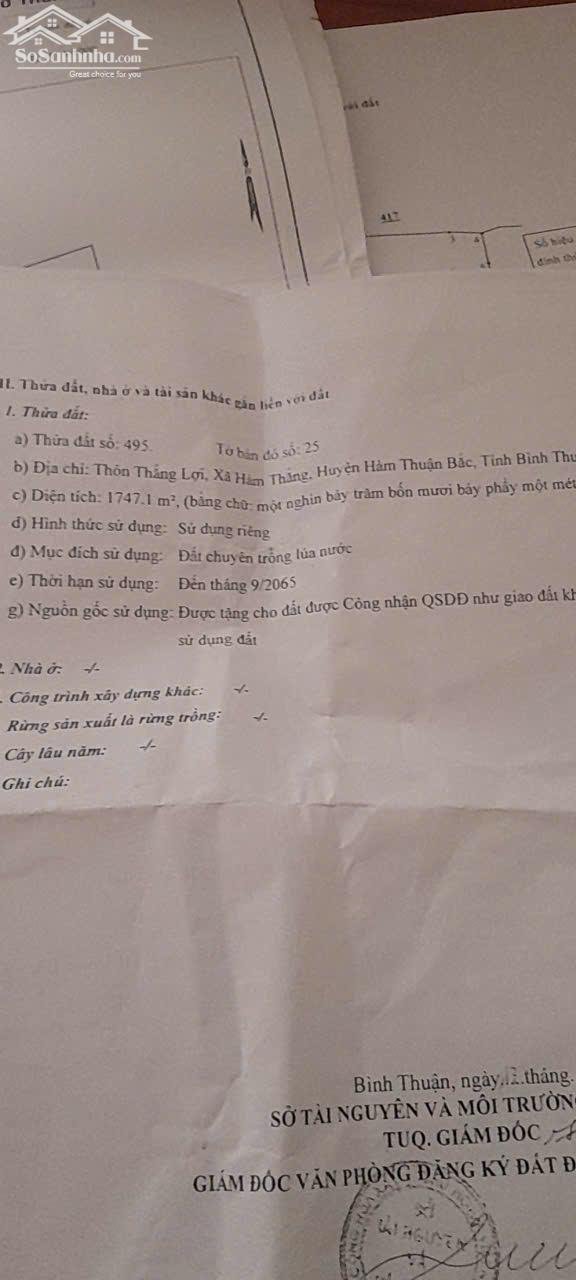 SoSanhnha.com
Great choice for you
với đất
417
3 4
Số hiệu
đỉnh th
II. Thửa đất, nhà ở và tài sản khác gắn liền với đất
1. Thửa đất:
a) Thửa đất số: 495. Tờ bản đồ số: 25
b) Địa chỉ: Thôn Thắng Lợi, Xã Hàm Thắng, Huyện Hàm Thuận Bắc, Tỉnh Bình Thu
c) Diện tích: 1747.1 m², (bằng chữ: một nghìn bảy trăm bốn mươi bảy phẩy một mét
d) Hình thức sử dụng: Sử dụng riêng
đ) Mục đích sử dụng: Đất chuyên trồng lúa nước
e) Thời hạn sử dụng: Đến tháng 9/2065
g) Nguồn gốc sử dụng: Được tặng cho đất được Công nhận QSDĐ như giao đất kh
sử dụng đất
2. Nhà ở: -/-
. Công trình xây dựng khác: -/-
Rừng sản xuất là rừng trồng: -/-
Cây lâu năm: -/-
Ghi chú:
Bình Thuận, ngày tháng.
SỞ TÀI NGUYÊN VÀ MÔI TRƯỜNG
TUQ. GIÁM ĐỐC
GIÁM ĐỐC VĂN PHÒNG ĐĂNG KÝ ĐẤT Đ